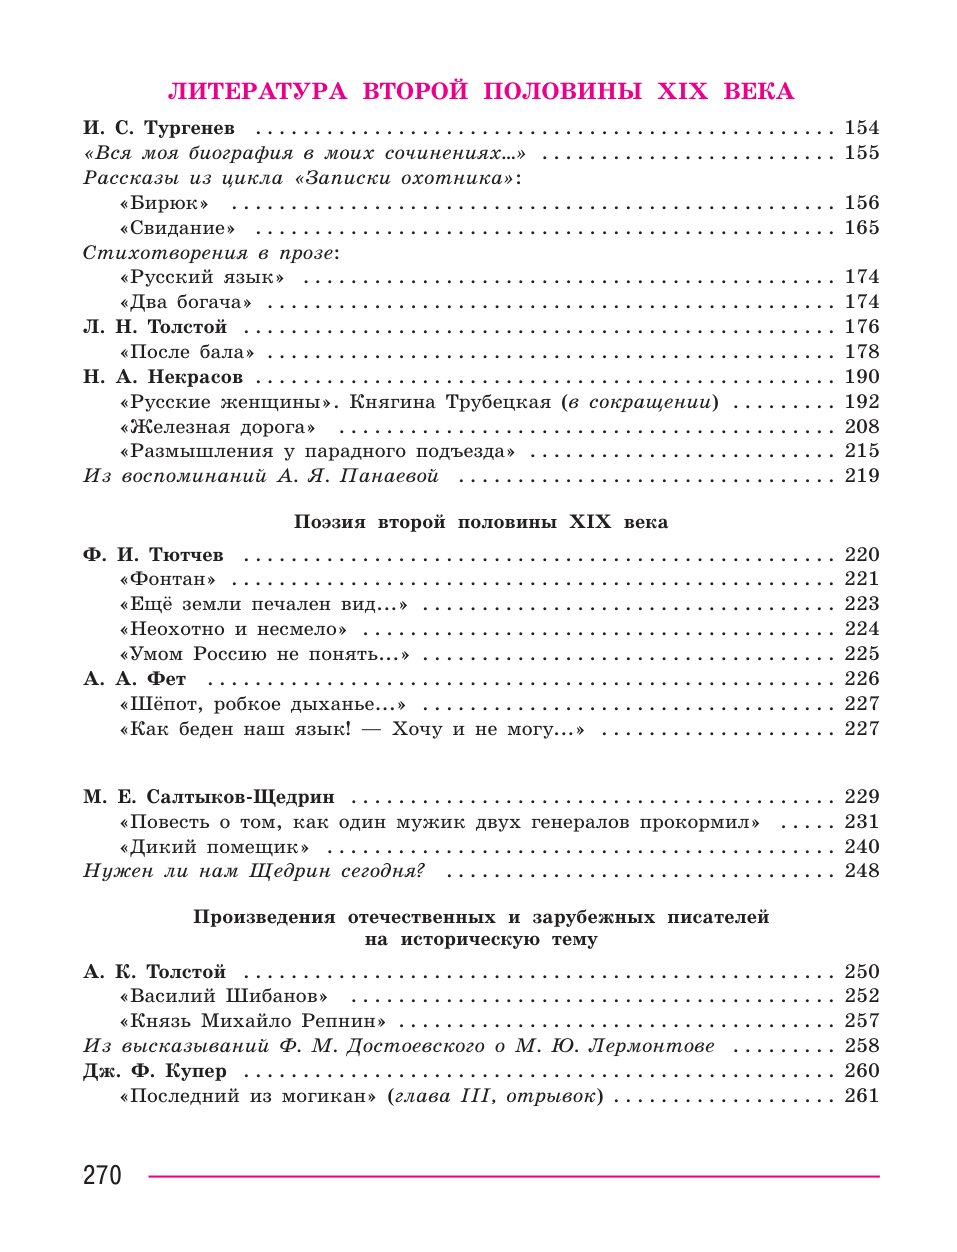 ЛИТЕРАТУРА ВТОРОЙ ПОЛОВИНЫ XIX ВЕКА
И. С. Тургенев . . . . . . . . . . . . . . . . . . . . 154
«Вся моя биография в моих сочинениях...» . . . . . . . . . . 155
Рассказы из цикла «Записки охотника»:
«Бирюк» . . . . . . . . . . . . . . . . . . . . 156
«Свидание» . . . . . . . . . . . . . . . . . . . . 165
Стихотворения в прозе:
«Русский язык» . . . . . . . . . . . . . . . . . . . . 174
«Два богача» . . . . . . . . . . . . . . . . . . . . 174
Л. Н. Толстой . . . . . . . . . . . . . . . . . . . . 176
«После бала» . . . . . . . . . . . . . . . . . . . . 178
Н. А. Некрасов . . . . . . . . . . . . . . . . . . . . 190
«Русские женщины». Княгина Трубецкая (в сокращении) . . . . . . . . . 192
«Железная дорога» . . . . . . . . . . . . . . . . . . . . 208
«Размышления у парадного подъезда» . . . . . . . . . . 215
Из воспоминаний А. Я. Панаевой . . . . . . . . . . 219
Поэзия второй половины XIX века
Ф. И. Тютчев . . . . . . . . . . . . . . . . . . . . 220
«Фонтан» . . . . . . . . . . . . . . . . . . . . 221
«Ещё земли печален вид...» . . . . . . . . . . . . . . . . . . . . 223
«Неохотно и несмело» . . . . . . . . . . . . . . . . . . . . 224
«Умом Россию не понять...» . . . . . . . . . . . . . . . . . . . . 225
А. А. Фет . . . . . . . . . . . . . . . . . . . . 226
«Шёпот, робкое дыханье...» . . . . . . . . . . . . . . . . . . . . 227
«Как беден наш язык! — Хочу и не могу...» . . . . . . . . . . 227
М. Е. Салтыков-Щедрин . . . . . . . . . . . . . . . . . . . . 229
«Повесть о том, как один мужик двух генералов прокормил» . . . . . 231
«Дикий помещик» . . . . . . . . . . . . . . . . . . . . 240
Нужен ли нам Щедрин сегодня? . . . . . . . . . . 248
Произведения отечественных и зарубежных писателей
на историческую тему
А. К. Толстой . . . . . . . . . . . . . . . . . . . . 250
«Василий Шибанов» . . . . . . . . . . . . . . . . . . . . 252
«Князь Михайло Репнин» . . . . . . . . . . . . . . . . . . . . 257
Из высказываний Ф. М. Достоевского о М. Ю. Лермонтове . . . . . . . . . 258
Дж. Ф. Купер . . . . . . . . . . . . . . . . . . . . 260
«Последний из могикан» (глава III, отрывок) . . . . . . . . . . 261
270